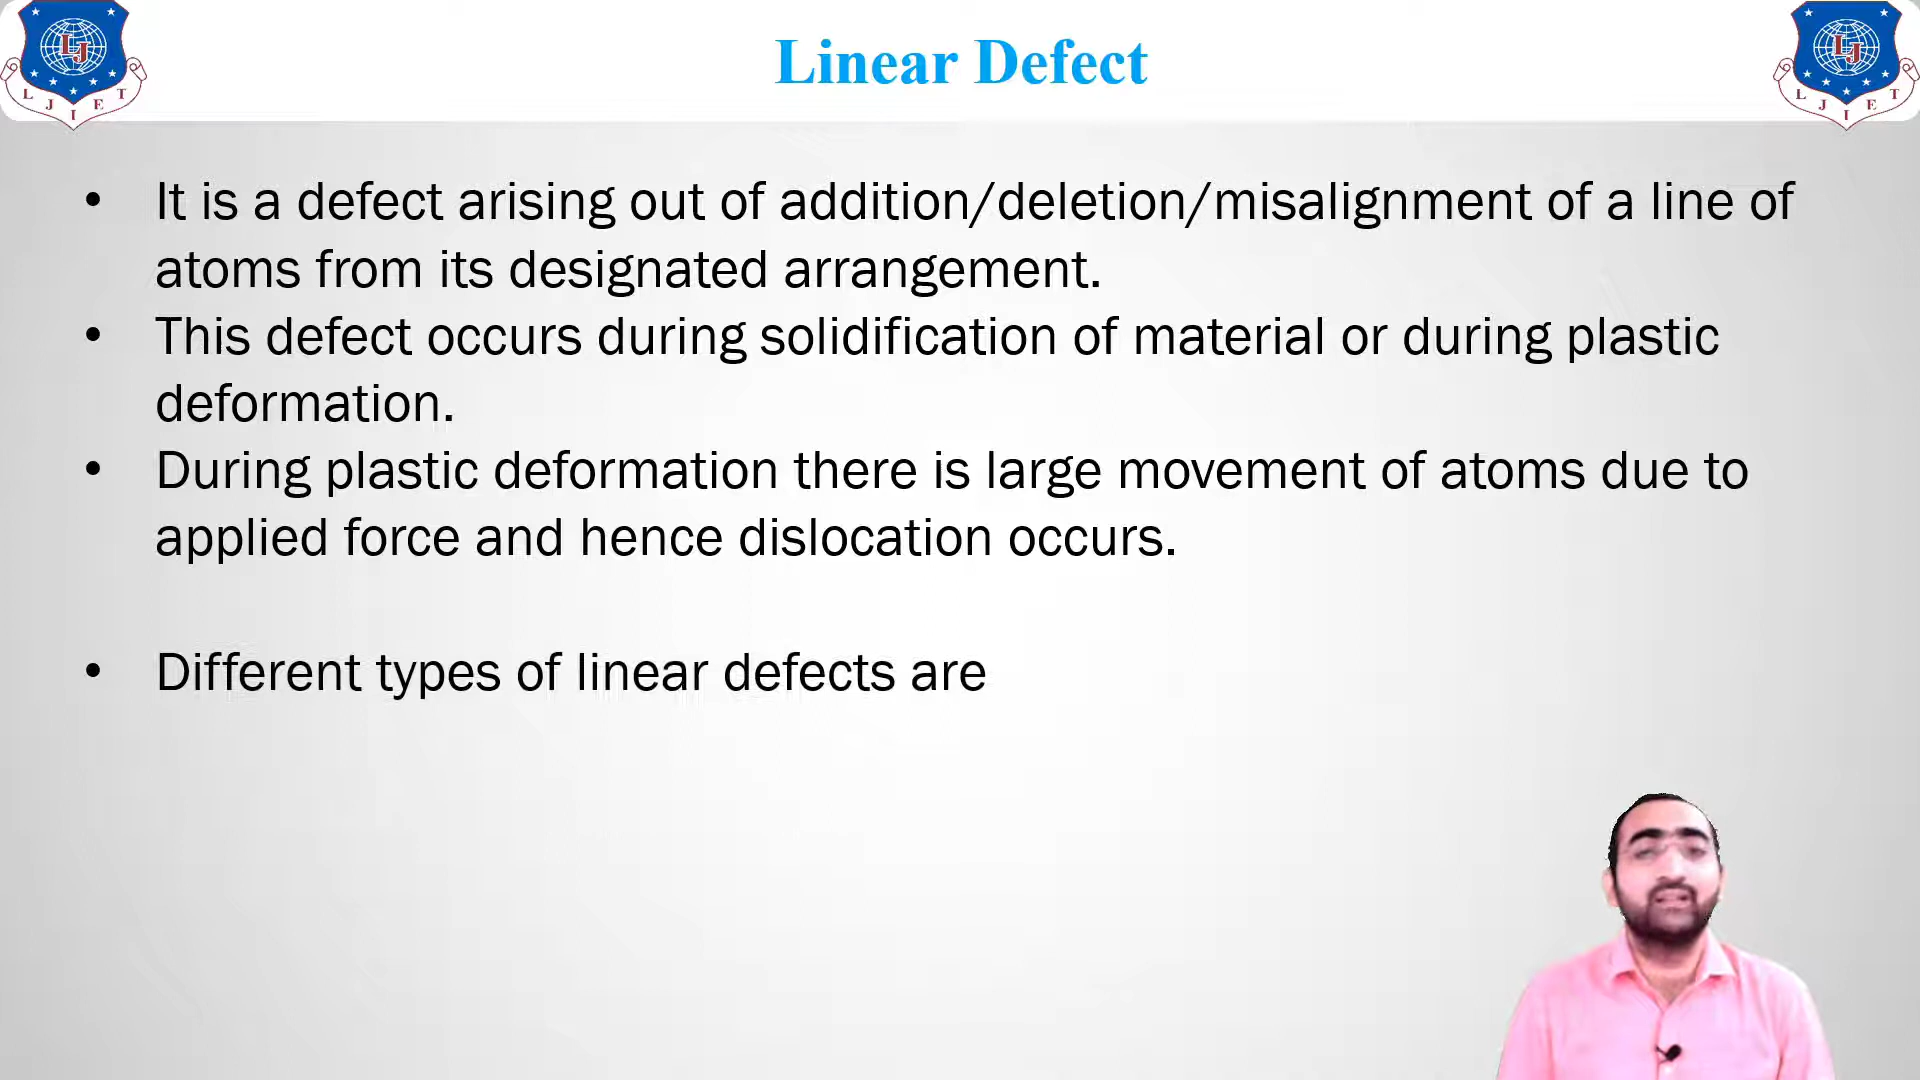 Linear Defect
LJ
L J I E T
LJ
L J I E T
• It is a defect arising out of addition/deletion/misalignment of a line of
atoms from its designated arrangement.
• This defect occurs during solidification of material or during plastic
deformation.
• During plastic deformation there is large movement of atoms due to
applied force and hence dislocation occurs.
• Different types of linear defects are